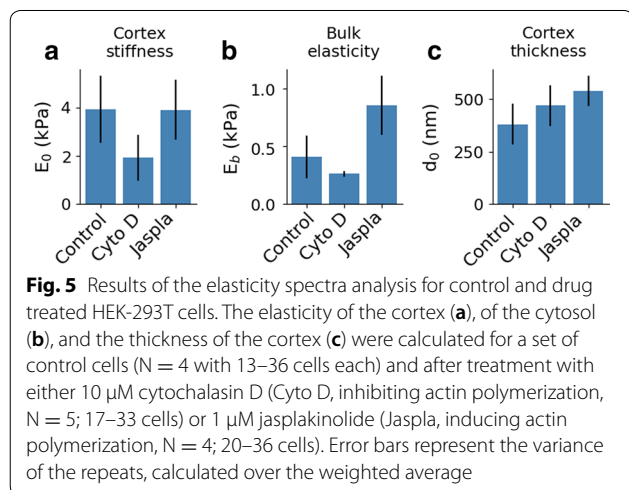 a
Cortex
stiffness
b
Bulk
elasticity
c
Cortex
thickness
E₀ (kPa)
4
2
0
Control
Cyto D
Jaspla
E_b (kPa)
1.0
0.5
0.0
Control
Cyto D
Jaspla
d₀ (nm)
500
250
0
Control
Cyto D
Jaspla
Fig. 5 Results of the elasticity spectra analysis for control and drug
treated HEK-293T cells. The elasticity of the cortex (a), of the cytosol
(b), and the thickness of the cortex (c) were calculated for a set of
control cells (N = 4 with 13–36 cells each) and after treatment with
either 10 μM cytochalasin D (Cyto D, inhibiting actin polymerization,
N = 5; 17–33 cells) or 1 μM jasplakinolide (Jaspla, inducing actin
polymerization, N = 4; 20–36 cells). Error bars represent the variance
of the repeats, calculated over the weighted average